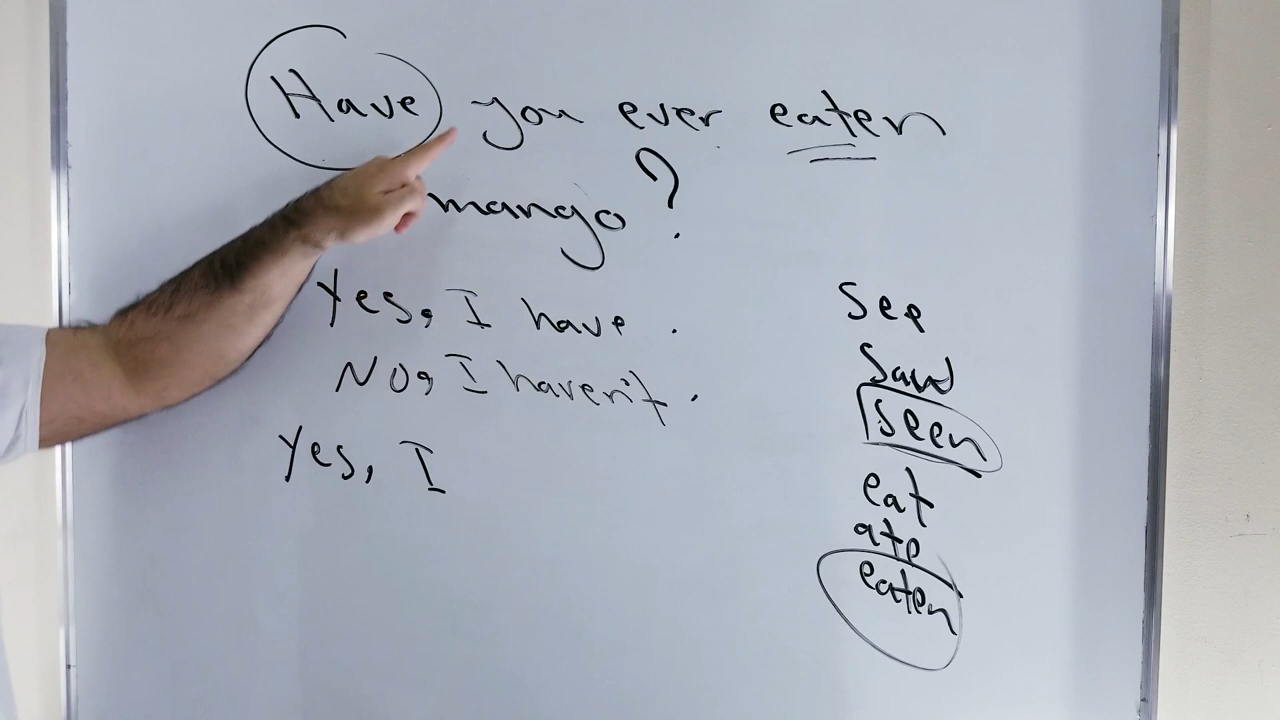 Have you ever eaten
mango?
Yes, I have.
No, I haven't.
Yes, I
see
saw
seen
eat
ate
eaten